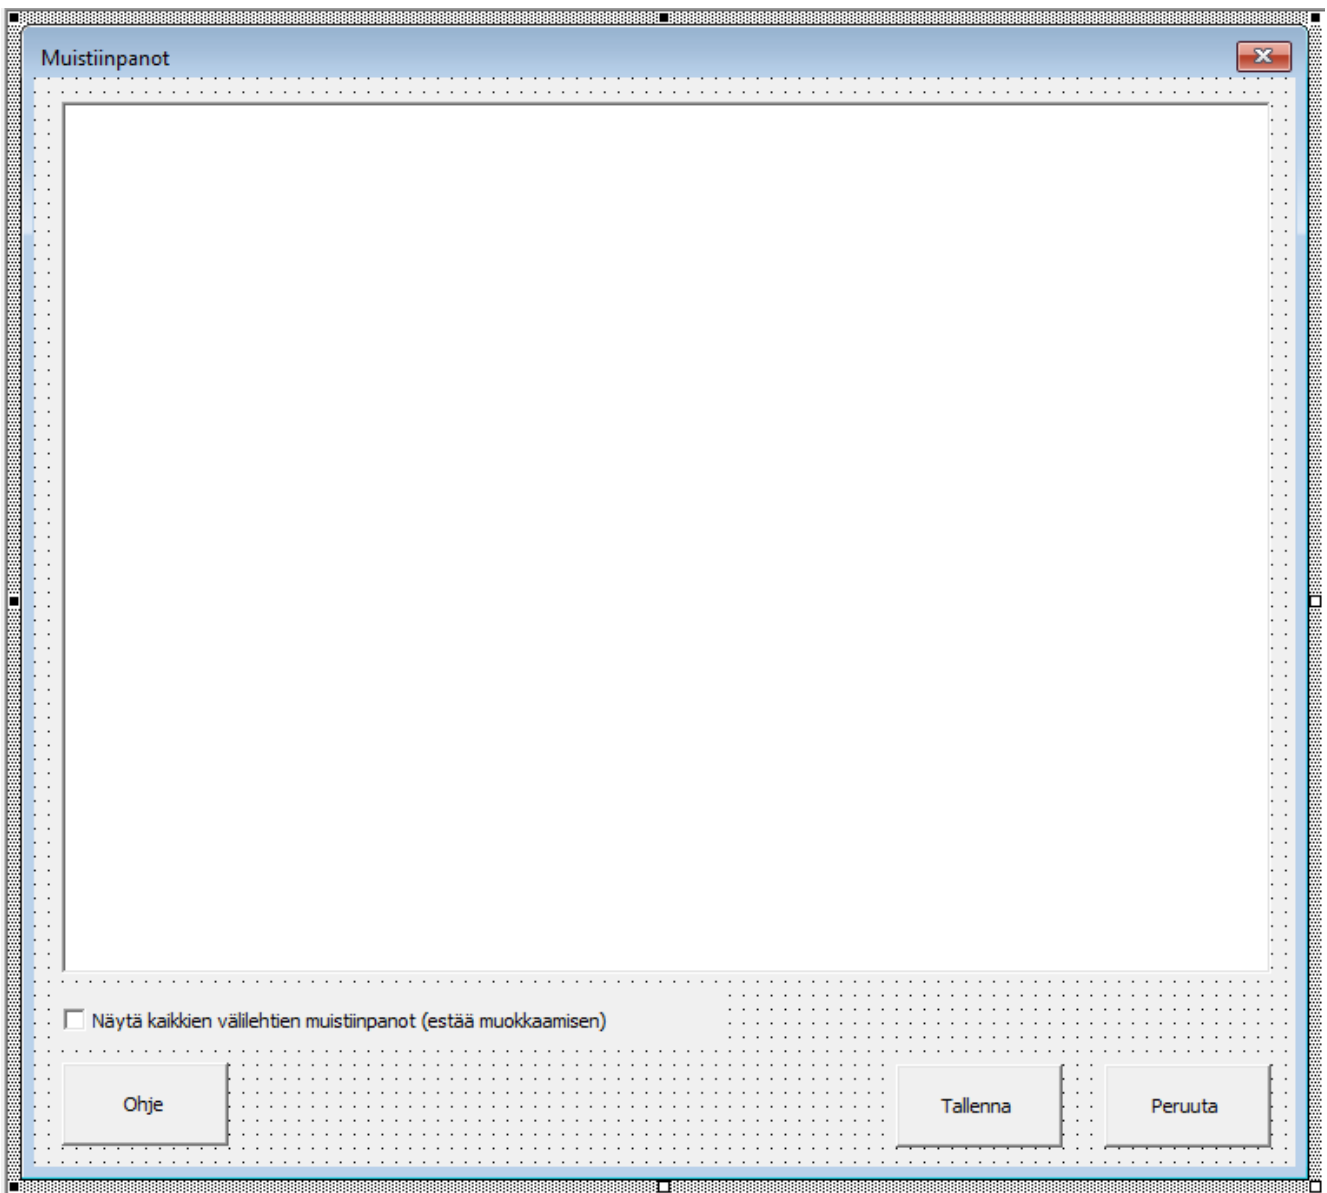 Muistiinpanot
Näytä kaikkien välilehtien muistiinpanot (estää muokkaamisen)
Ohje
Tallenna
Peruuta